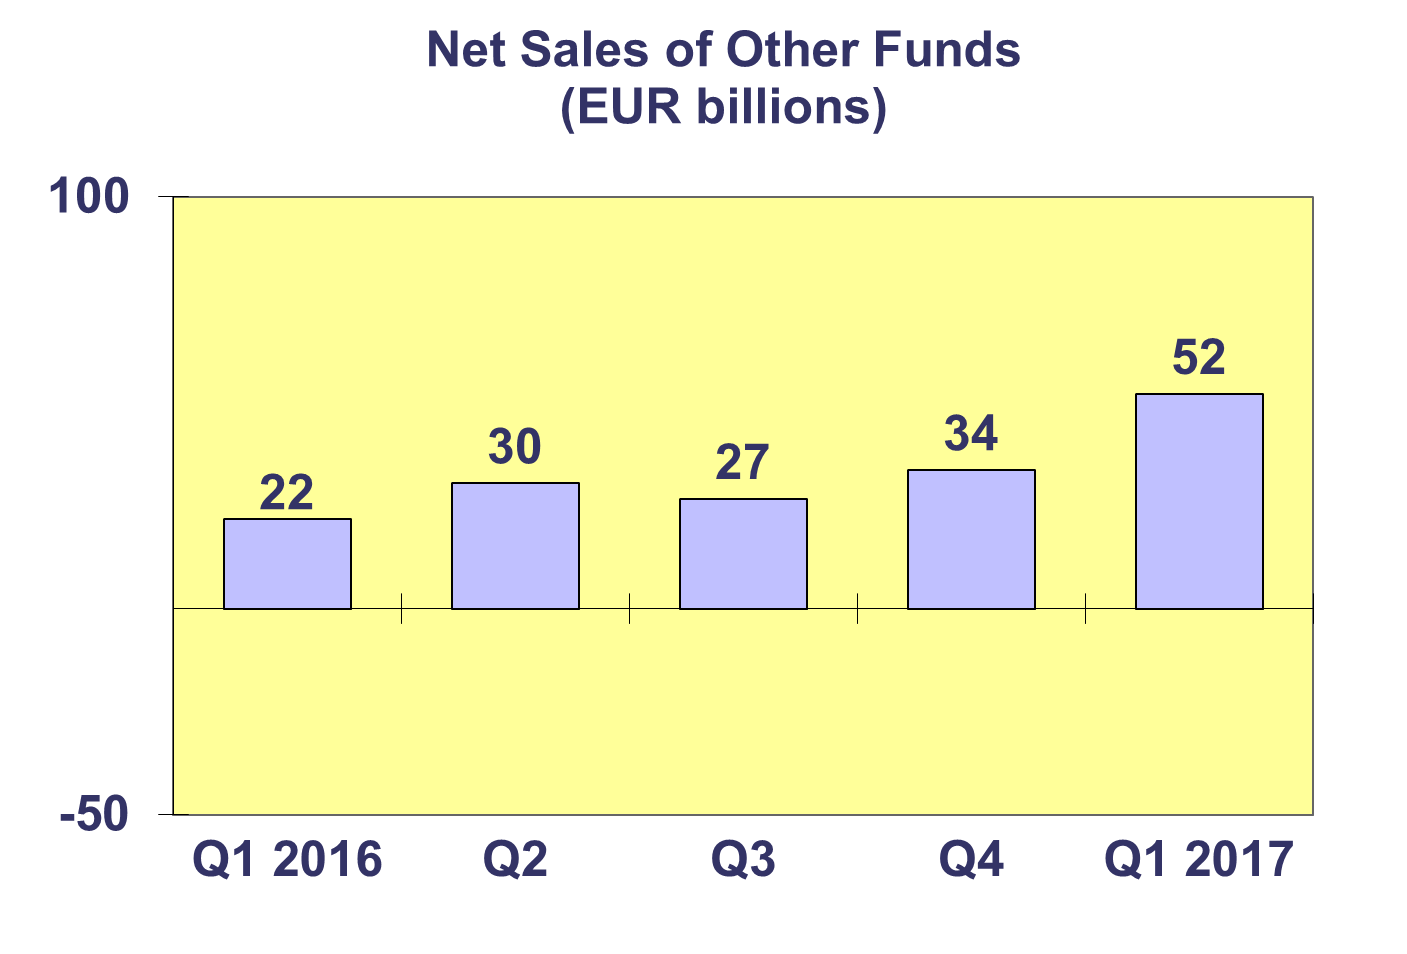 Net Sales of Other Funds
(EUR billions)
100
52
34
30
27
22
-50
Q1 2016 Q2 Q3 Q4 Q1 2017